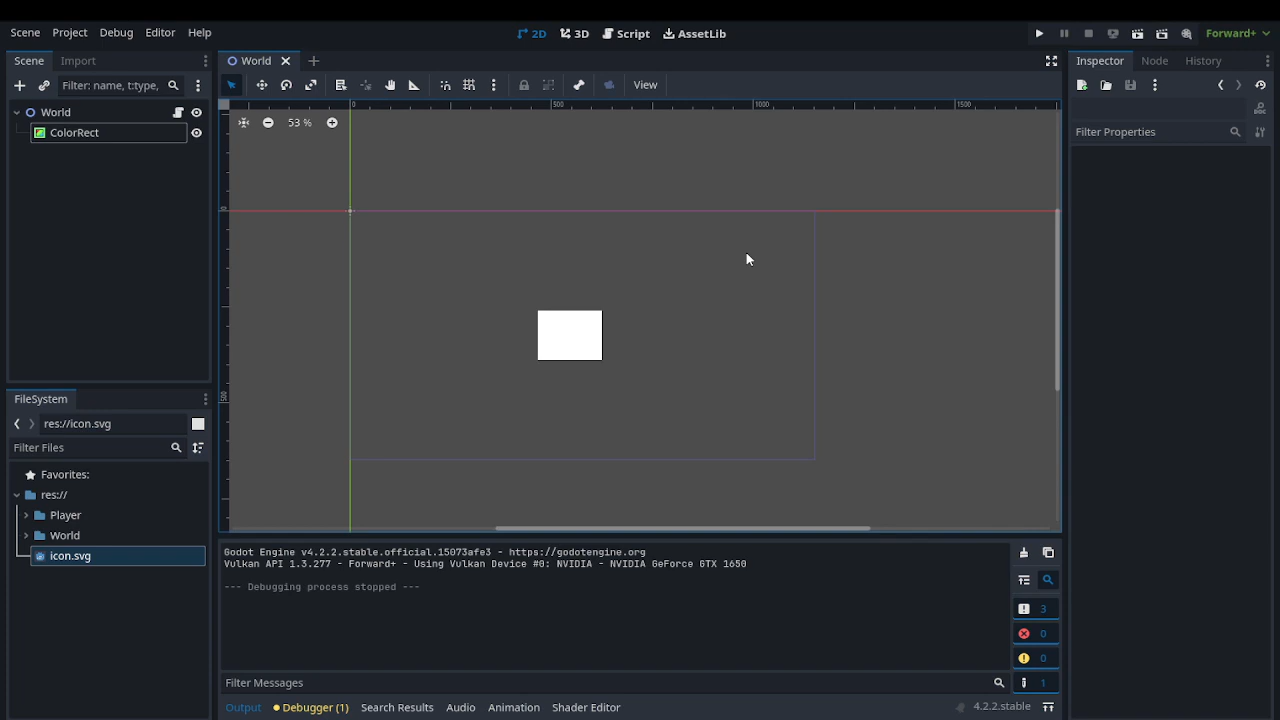 Scene Project Debug Editor Help
2D 3D Script AssetLib
Forward+
Scene Import
World
Inspector Node History
Filter: name, t:type,
View
World
ColorRect
53 %
0 500 1000 1500
0
500
Filter Properties
FileSystem
res://icon.svg
Filter Files
Favorites:
res://
Player
World
icon.svg
Godot Engine v4.2.2.stable.official.15073afe3 - https://godotengine.org
Vulkan API 1.3.277 - Forward+ - Using Vulkan Device #0: NVIDIA - NVIDIA GeForce GTX 1650
--- Debugging process stopped ---
3
0
0
1
Filter Messages
Output Debugger (1) Search Results Audio Animation Shader Editor
4.2.2.stable